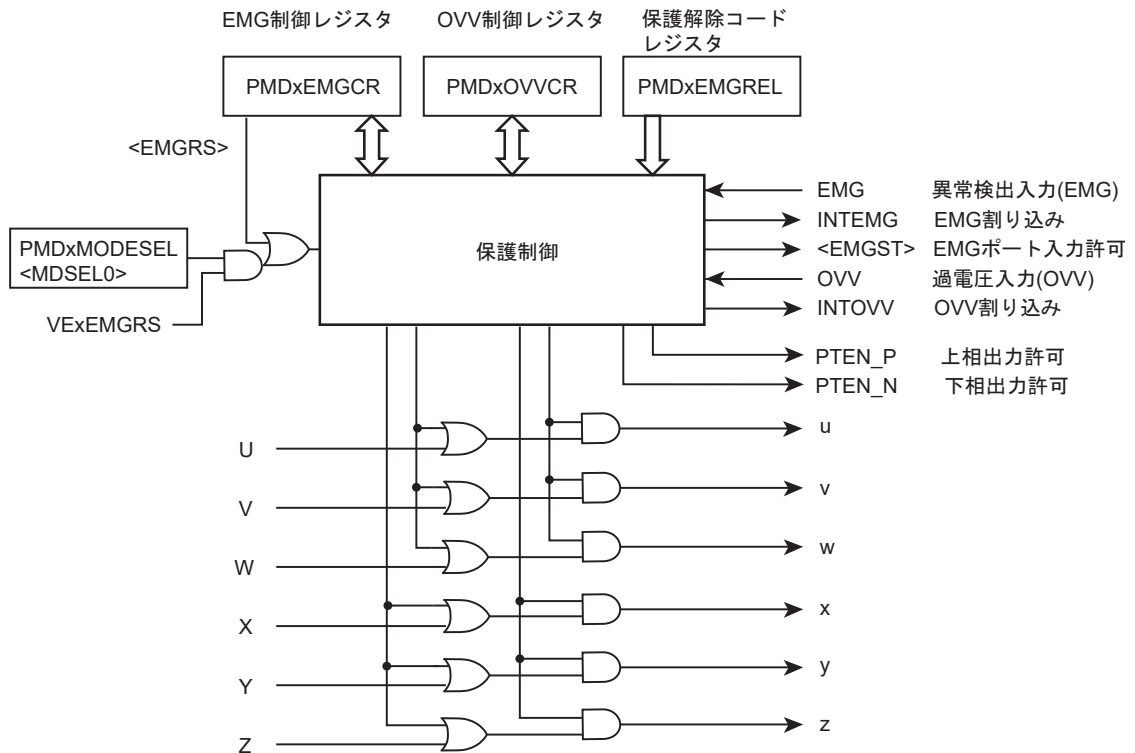 EMG制御レジスタ
OVV制御レジスタ
保護解除コード
レジスタ
PMDxEMGCR
PMDxOVVCR
PMDxEMGREL
<EMGRS>
PMDxMODESEL
<MDSEL0>
VExEMGRS
保護制御
EMG 異常検出入力(EMG)
INTEMG EMG割り込み
<EMGST> EMGポート入力許可
OVV 過電圧入力(OVV)
INTOVV OVV割り込み
PTEN_P 上相出力許可
PTEN_N 下相出力許可
U
u
V
v
W
w
X
x
Y
y
Z
z